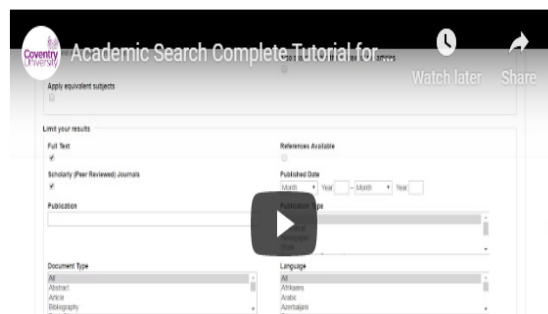 Coventry
University
Academic Search Complete Tutorial for...
Watch later
Share
Apply equivalent subjects
Limit your results
Full Text
References Available
Scholarly (Peer Reviewed) Journals
Published Date
Month
Year
–
Month
Year
Publication
Publication Type
All
Document Type
Language
All
All
Abstract
Afrikaans
Article
Arabic
Bibliography
Azerbaijani